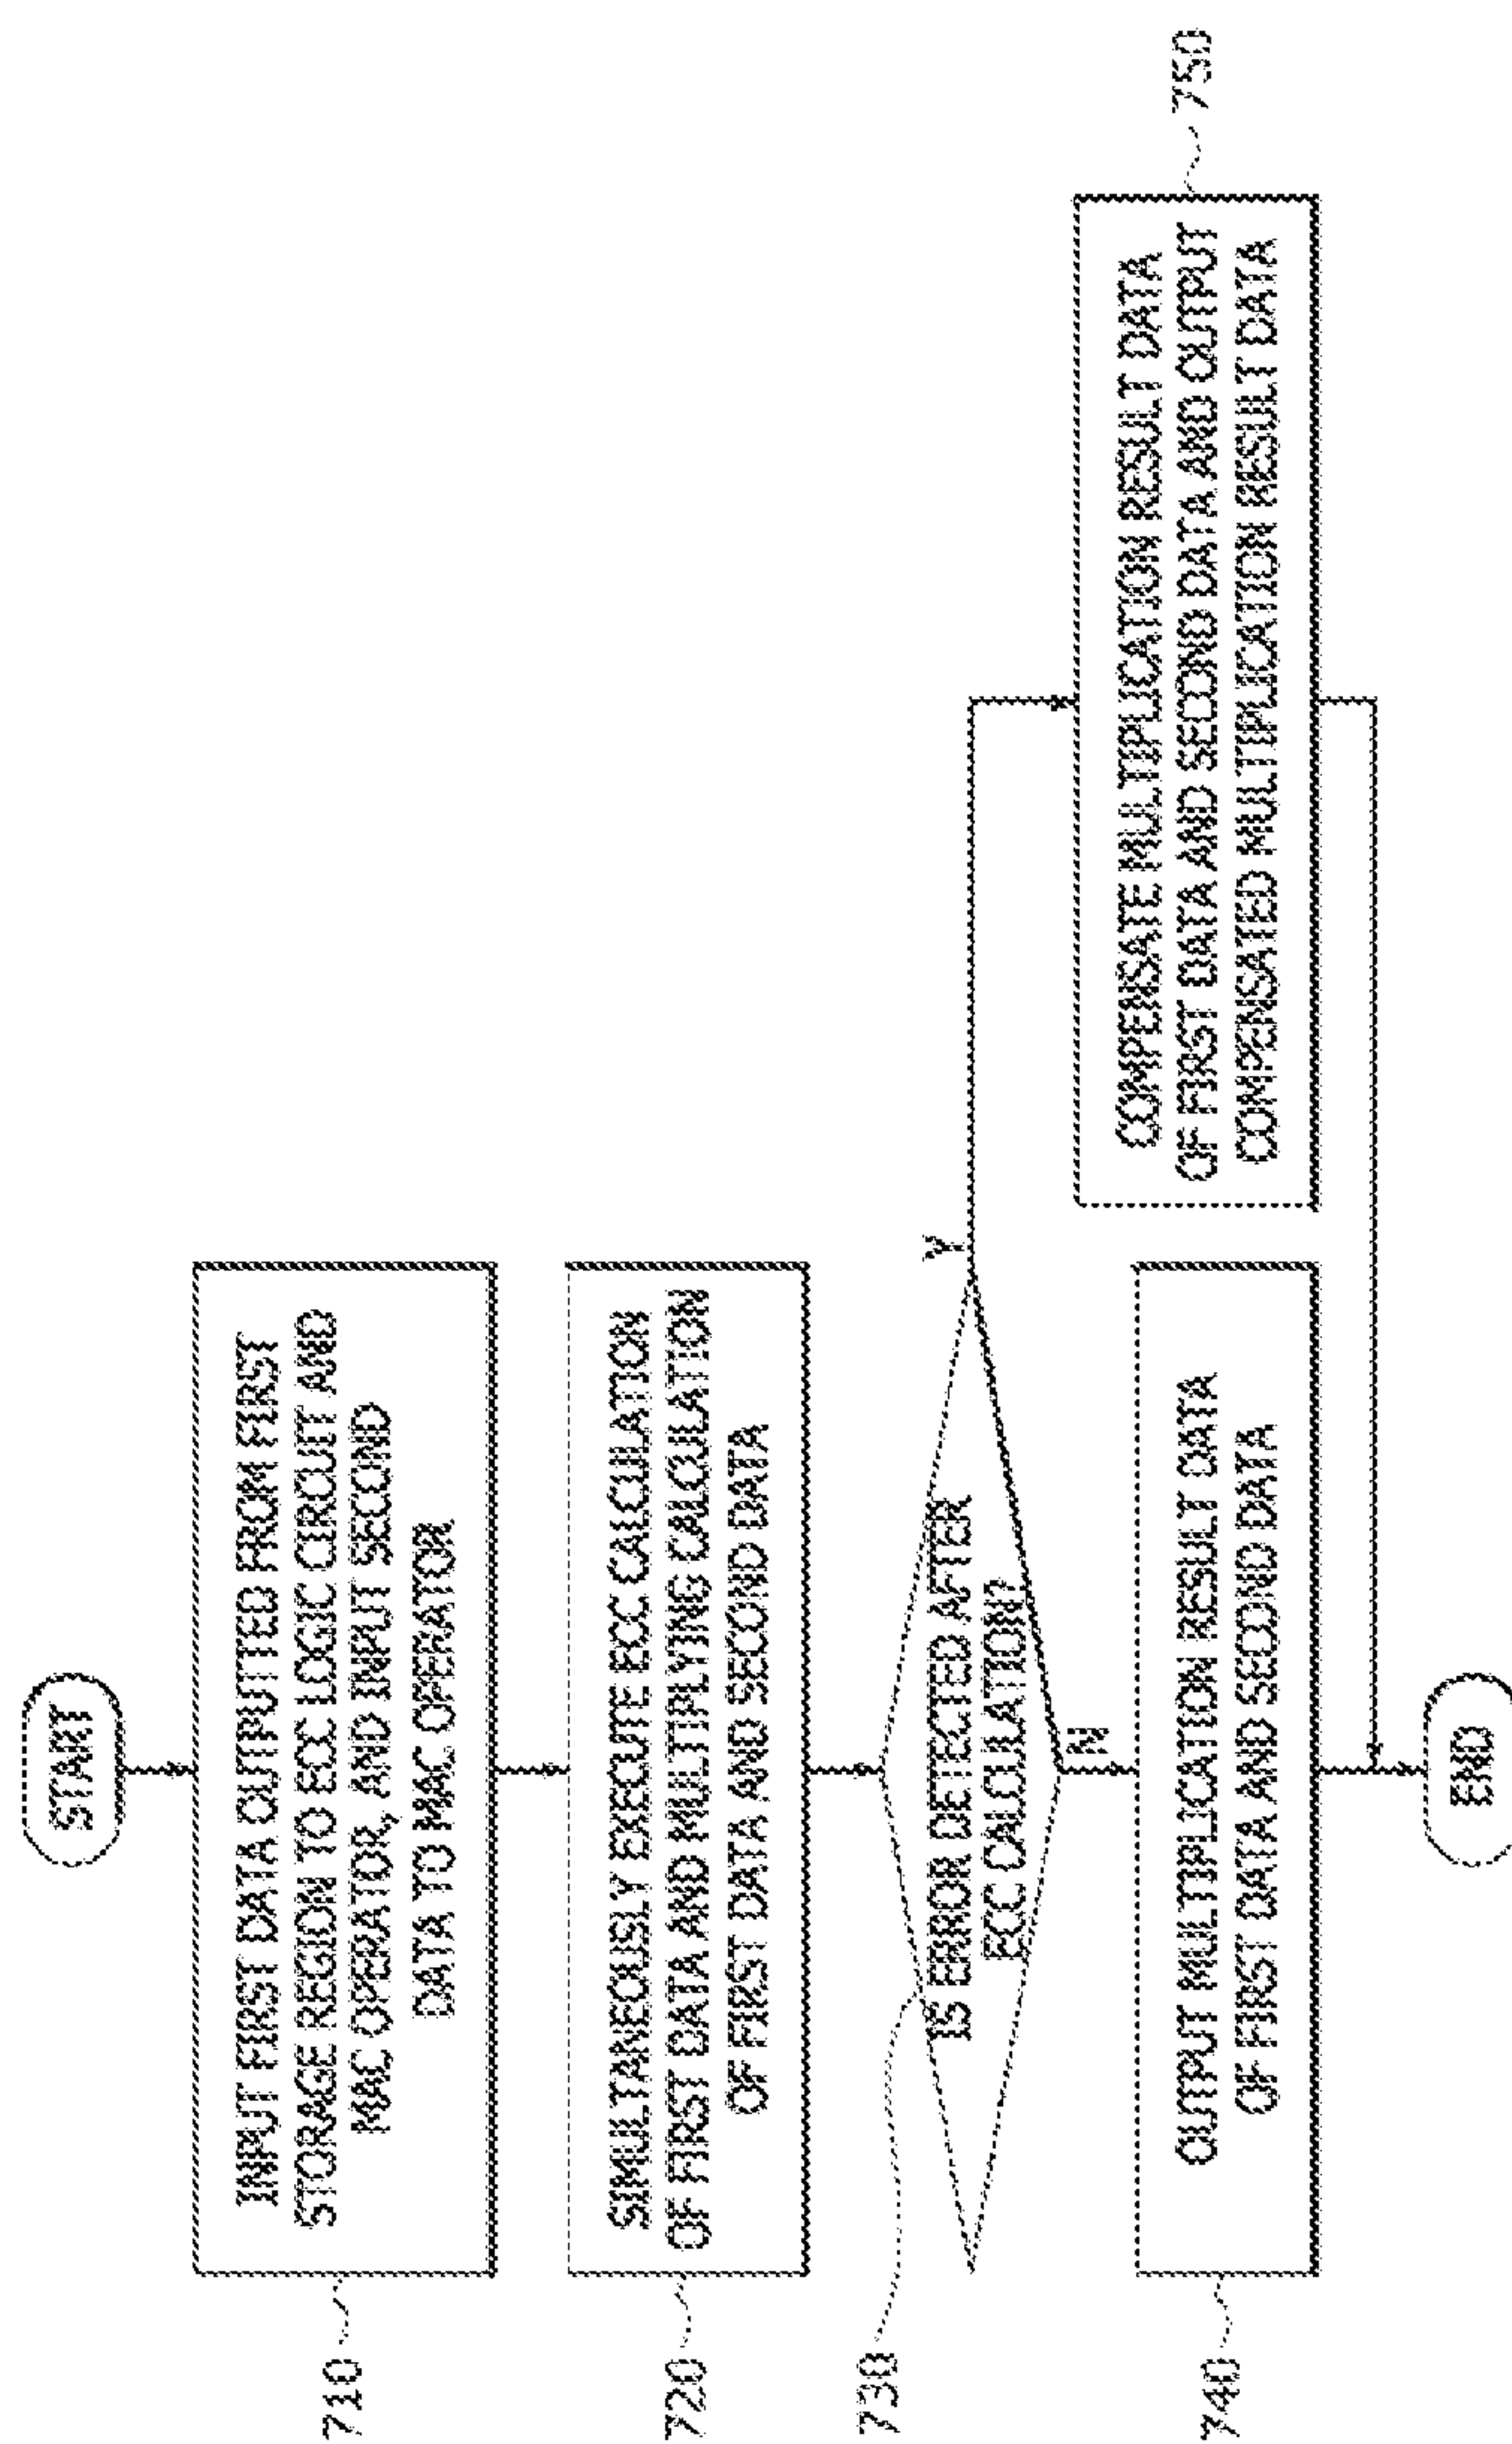 START
710
INPUT FIRST DATA OUTPUTTED FROM FIRST
STORAGE REGION TO ECC LOGIC CIRCUIT AND
MAC OPERATOR, AND INPUT SECOND
DATA TO MAC OPERATOR
720
SIMULTANEOUSLY EXECUTE ECC CALCULATION
OF FIRST DATA AND MULTIPLYING CALCULATION
OF FIRST DATA AND SECOND DATA
730
IS ERROR DETECTED AFTER
ECC CALCULATION?
Y
N
740
OUTPUT MULTIPLICATION RESULT DATA
OF FIRST DATA AND SECOND DATA
750
COMPENSATE MULTIPLICATION RESULT DATA
OF FIRST DATA AND SECOND DATA AND OUTPUT
COMPENSATED MULTIPLICATION RESULT DATA
END